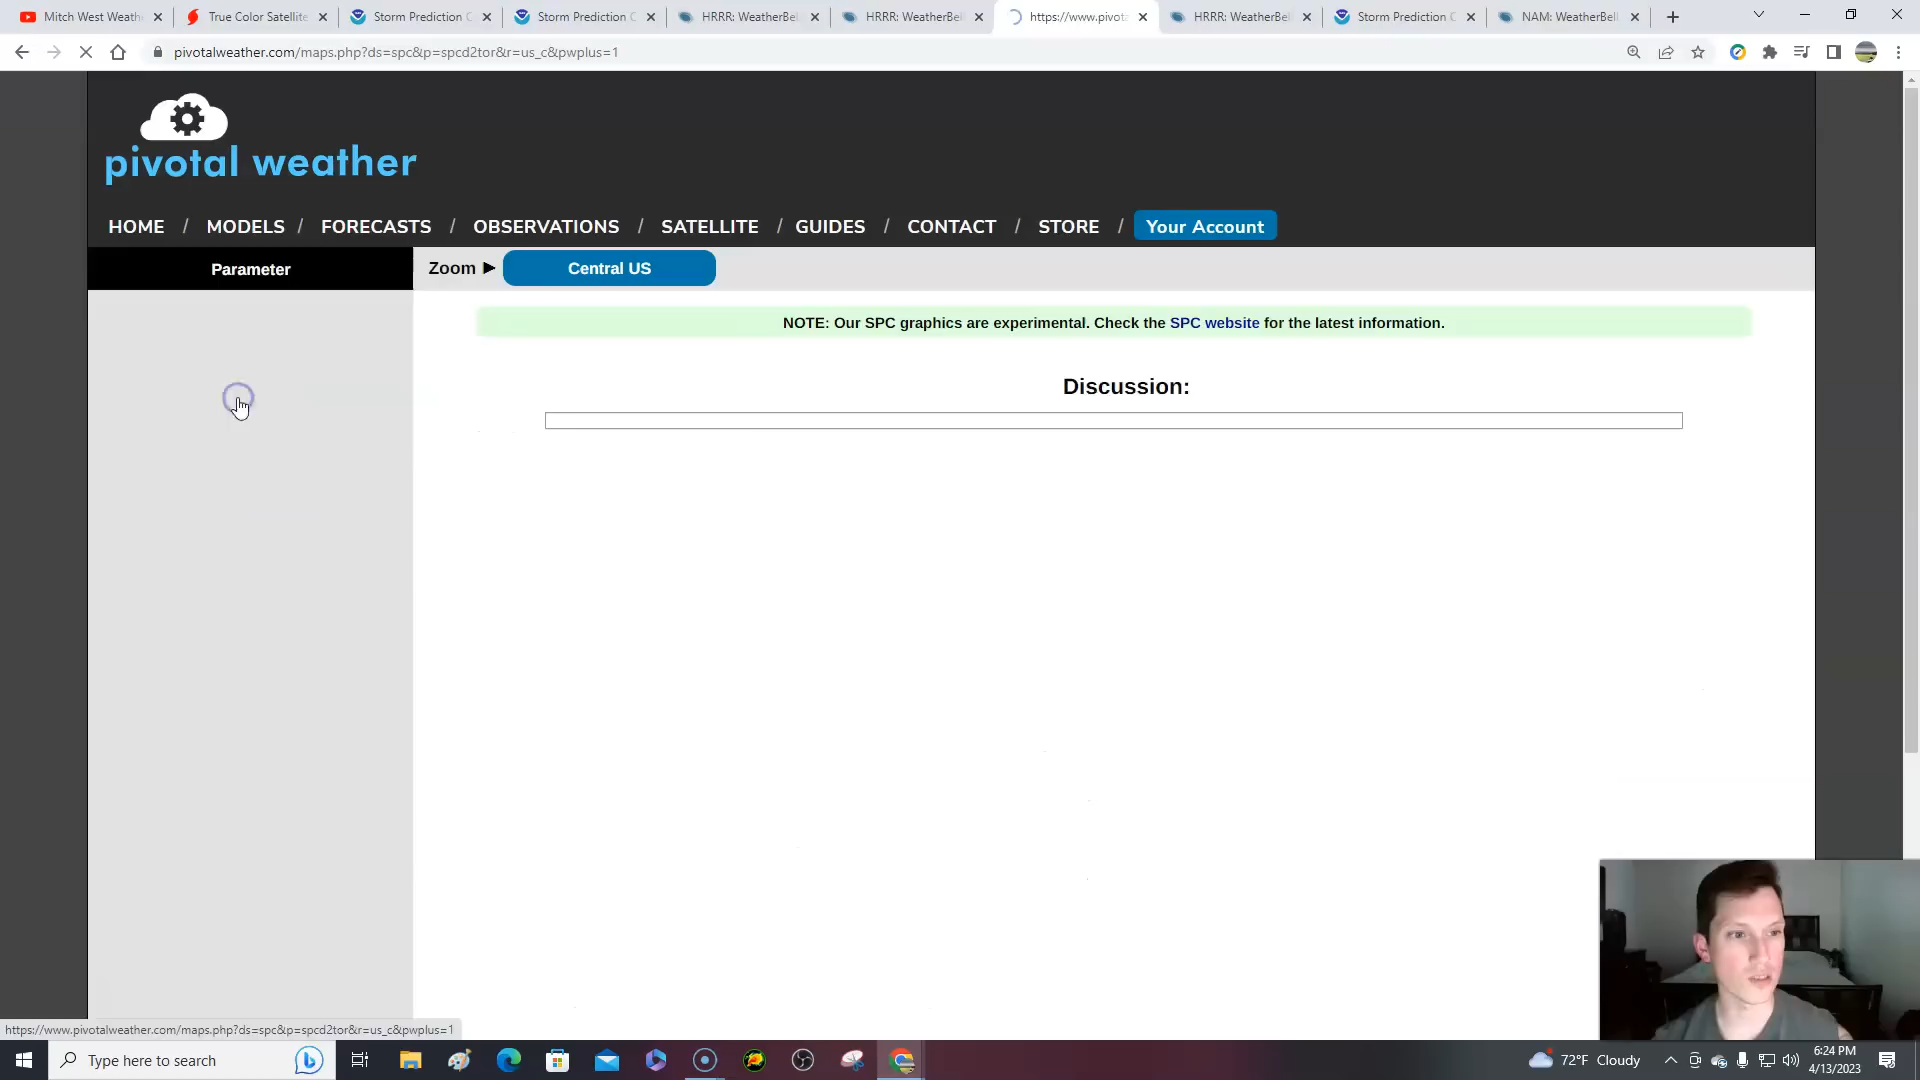 Mitch West Weath
True Color Satellite
Storm Prediction C
Storm Prediction C
HRRR: WeatherBel
HRRR: WeatherBel
https://www.pivota
HRRR: WeatherBel
Storm Prediction C
NAM: WeatherBell
pivotalweather.com/maps.php?ds=spc&p=spcd2tor&r=us_c&pwplus=1
pivotal weather
HOME / MODELS / FORECASTS / OBSERVATIONS / SATELLITE / GUIDES / CONTACT / STORE / Your Account
Parameter
Zoom ▶ Central US
NOTE: Our SPC graphics are experimental. Check the SPC website for the latest information.
Discussion:
https://www.pivotalweather.com/maps.php?ds=spc&p=spcd2tor&r=us_c&pwplus=1
Type here to search
72°F Cloudy
6:24 PM
4/13/2023